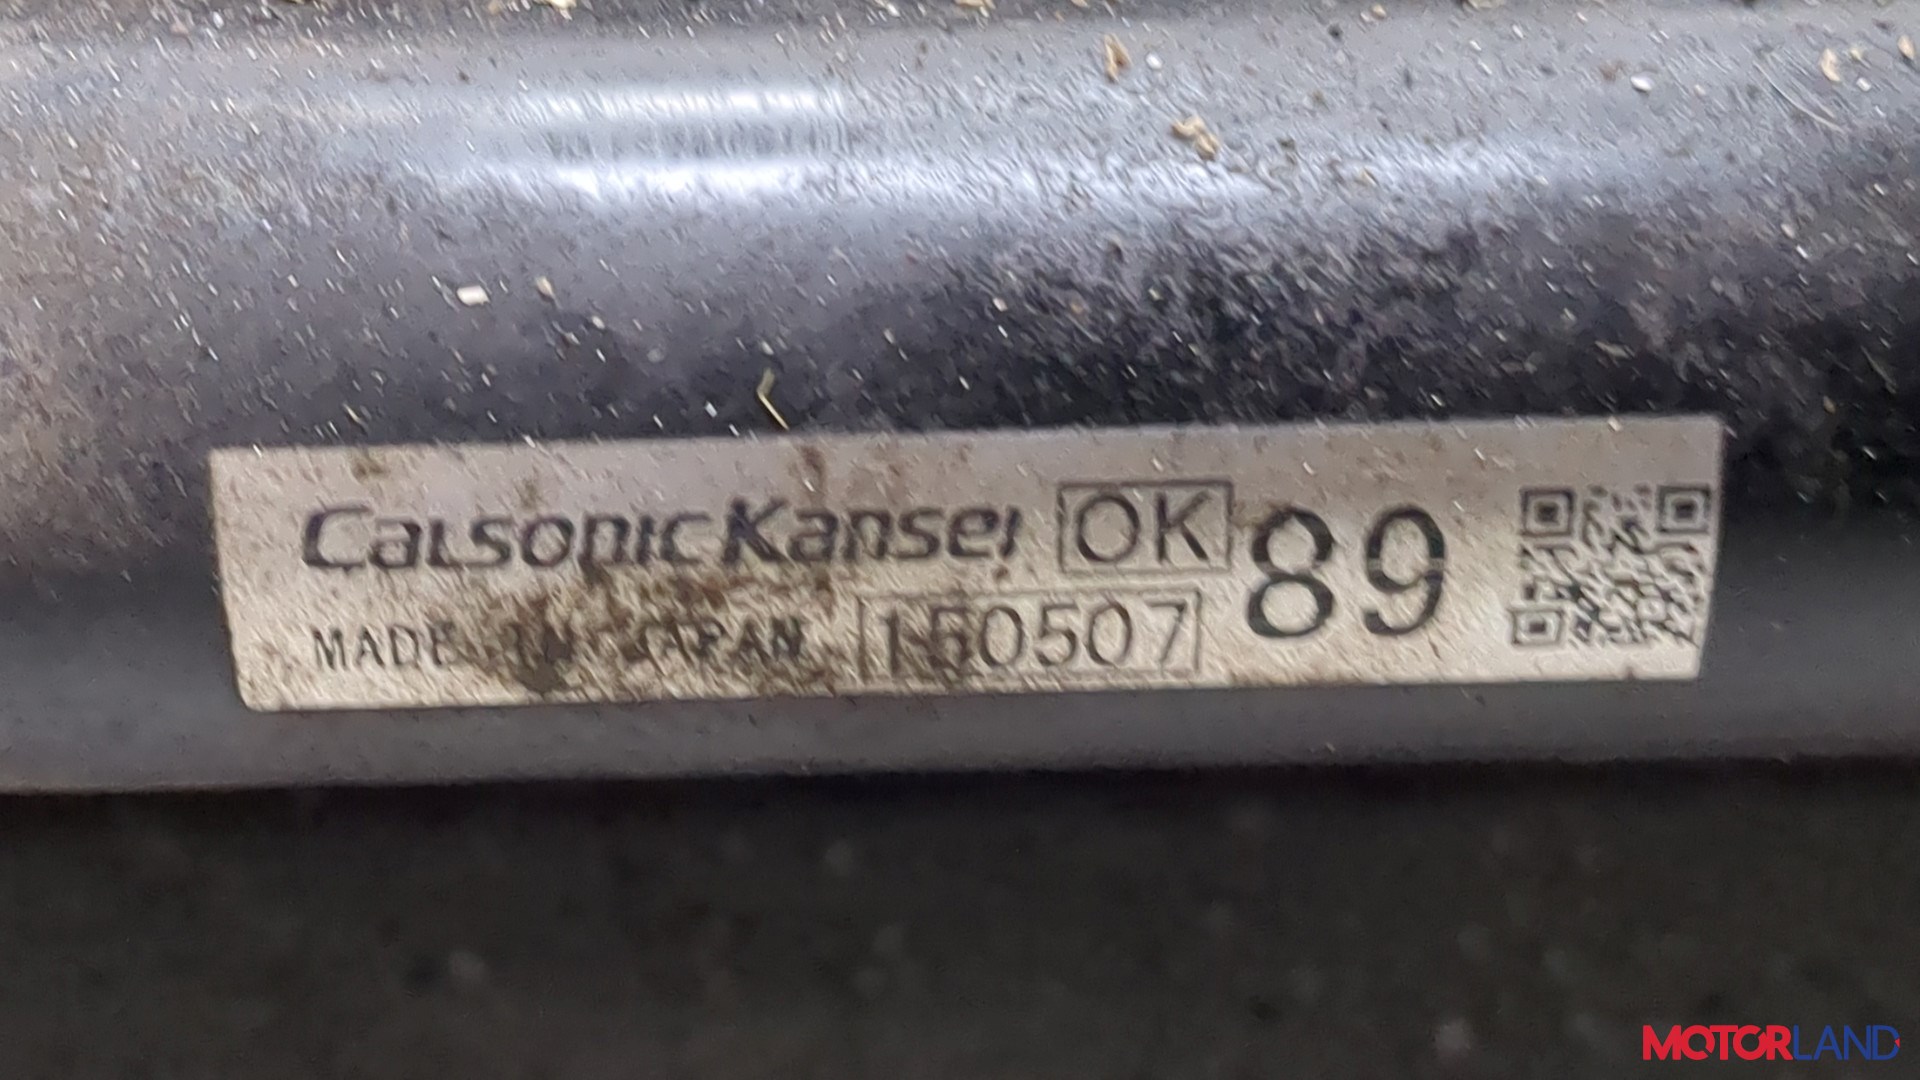 CalsonicKansei OK 89
MADE IN JAPAN 150507
MOTORLAND